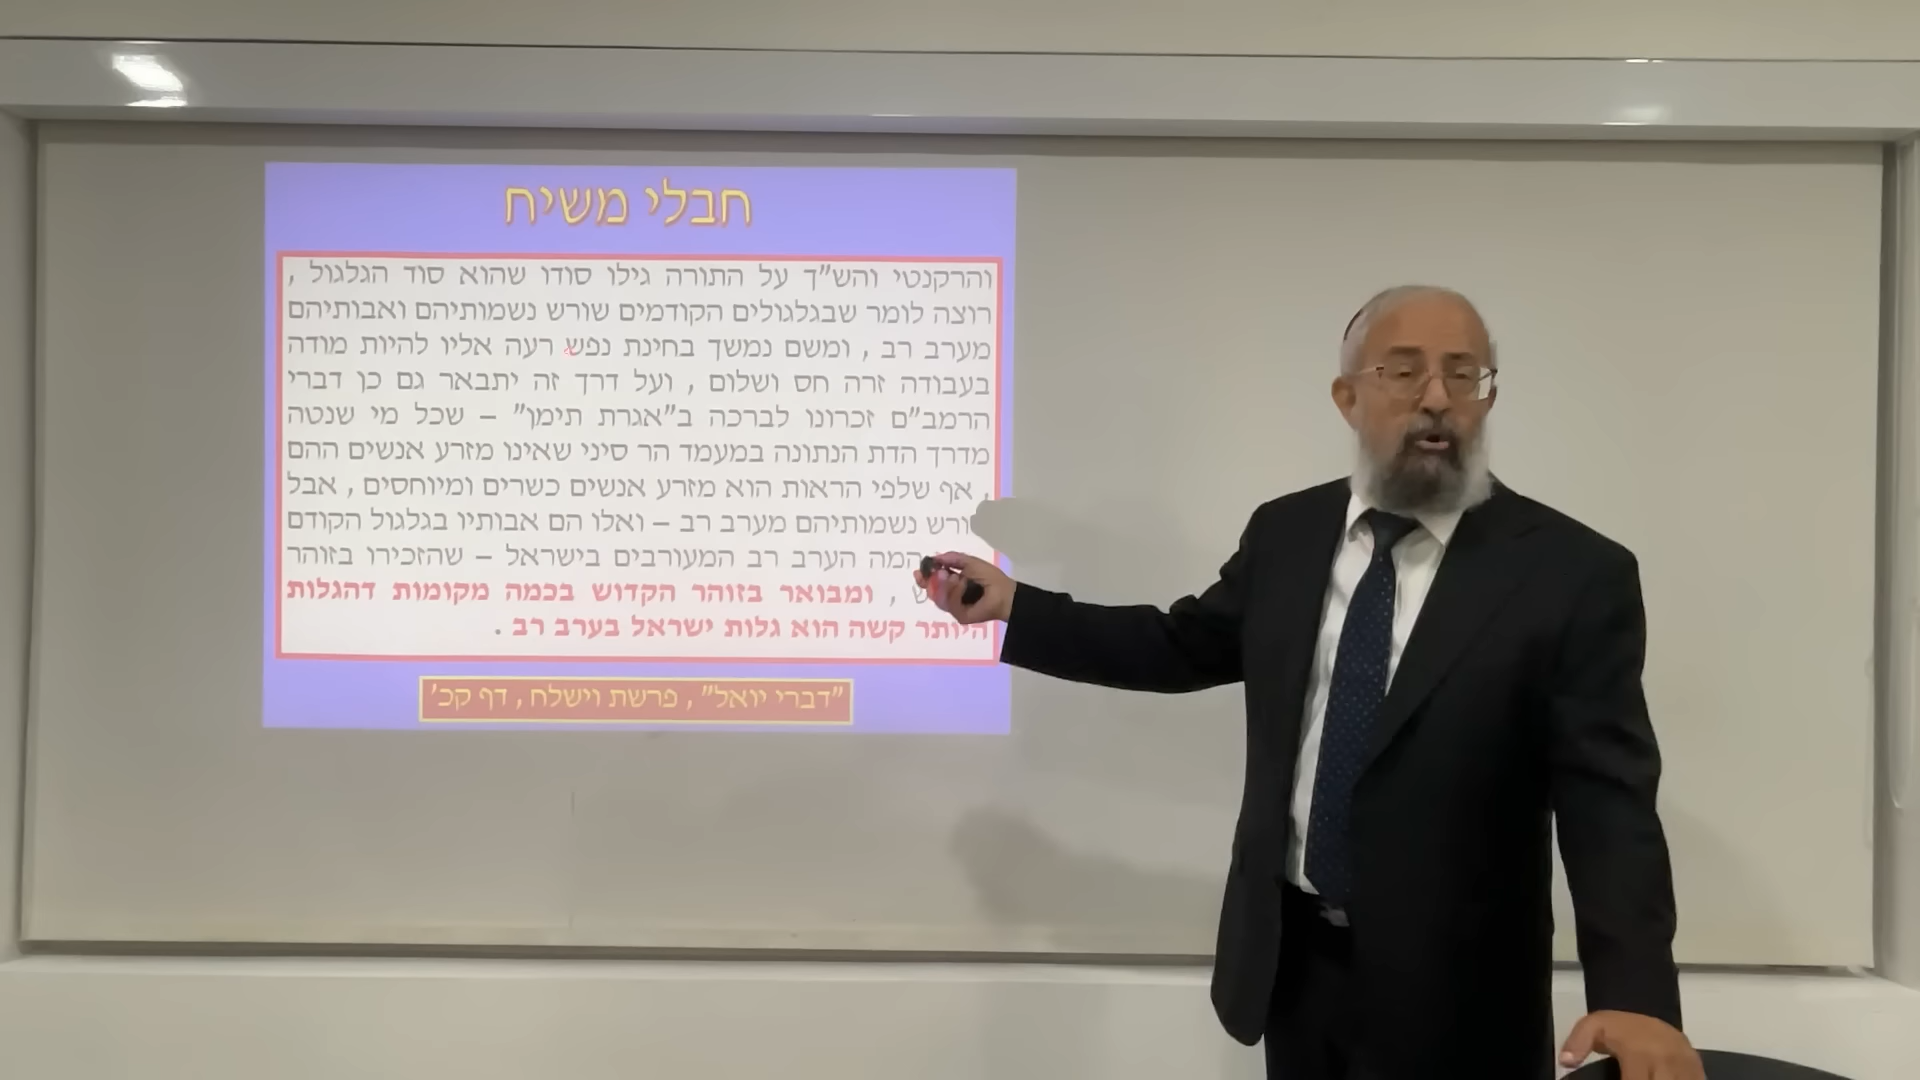 חבלי משיח
והרקנטי והש"ך על התורה גילו סודו שהוא סוד הגלגול ,
רוצה לומר שבגלגולים הקודמים שורש נשמותיהם ואבותיהם
מערב רב , ומשם נמשך בחינת נפש רעה אליו להיות מודה
בעבודה זרה חס ושלום , ועל דרך זה יתבאר גם כן דברי
הרמב"ם זכרונו לברכה ב"אגרת תימן" – שכל מי שנטה
מדרך הדת הנתונה במעמד הר סיני שאינו מזרע אנשים ההם
, אף שלפי הראות הוא מזרע אנשים כשרים ומיוחסים , אבל
נשמותיהם מערב רב – ואלו הם אבותיו בגלגול הקודם
המה הערב רב המעורבים בישראל – שהזכירו בזוהר
, ומבואר בזוהר הקדוש בכמה מקומות דהגלות
היותר קשה הוא גלות ישראל בערב רב .
"דברי יואל" , פרשת וישלח , דף קכ'